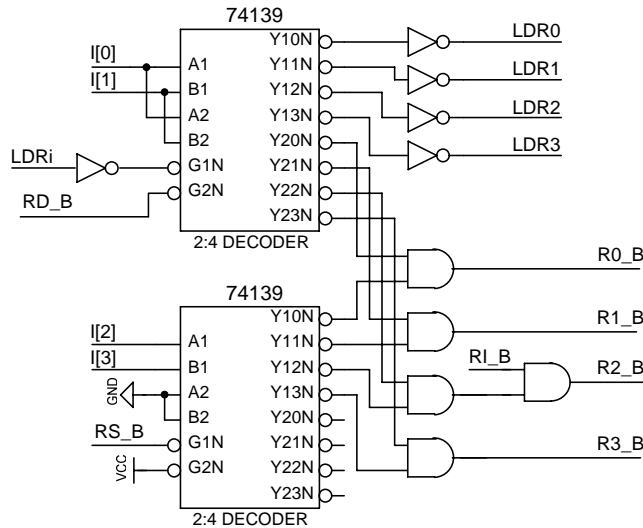 74139
I[0]
I[1]
LDRi
RD_B
A1
B1
A2
B2
G1N
G2N
Y10N
Y11N
Y12N
Y13N
Y20N
Y21N
Y22N
Y23N
2:4 DECODER
LDR0
LDR1
LDR2
LDR3
74139
I[2]
I[3]
GND
RS_B
VCC
A1
B1
A2
B2
G1N
G2N
Y10N
Y11N
Y12N
Y13N
Y20N
Y21N
Y22N
Y23N
2:4 DECODER
R0_B
R1_B
RI_B
R2_B
R3_B